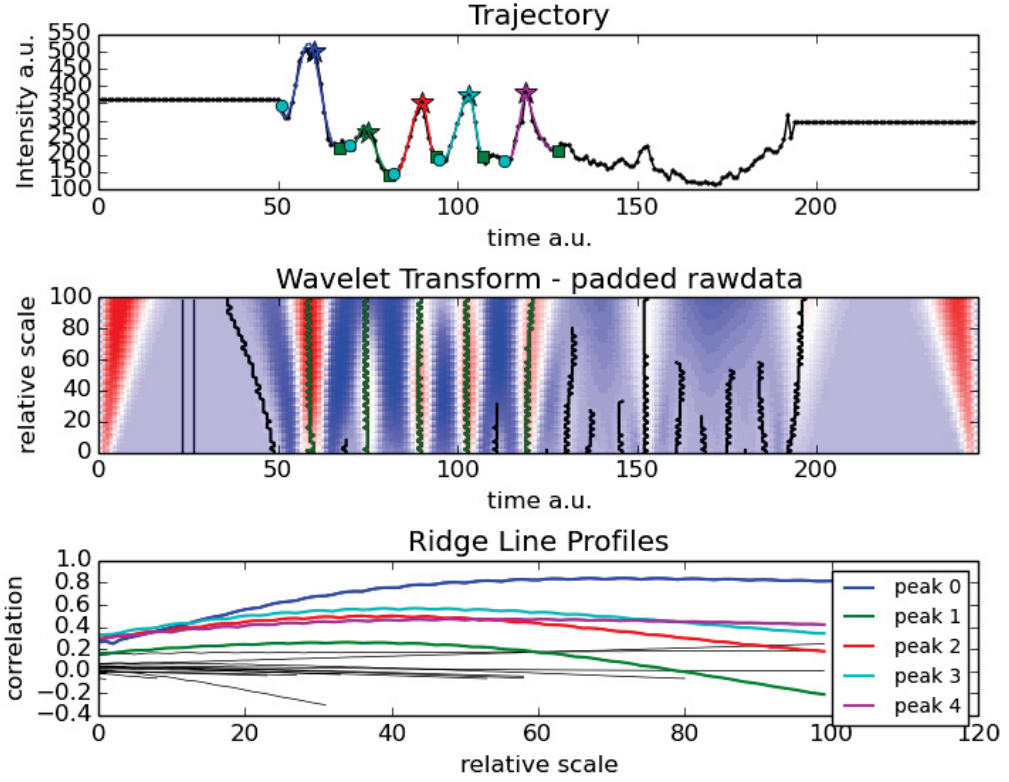 Trajectory
Intensity a.u.
550
500
450
400
350
300
250
200
150
100
0 50 100 150 200
time a.u.
Wavelet Transform - padded rawdata
relative scale
100
80
60
40
20
0
0 50 100 150 200
time a.u.
Ridge Line Profiles
correlation
1.0
0.8
0.6
0.4
0.2
0.0
−0.2
−0.4
peak 0
peak 1
peak 2
peak 3
peak 4
0 20 40 60 80 100 120
relative scale